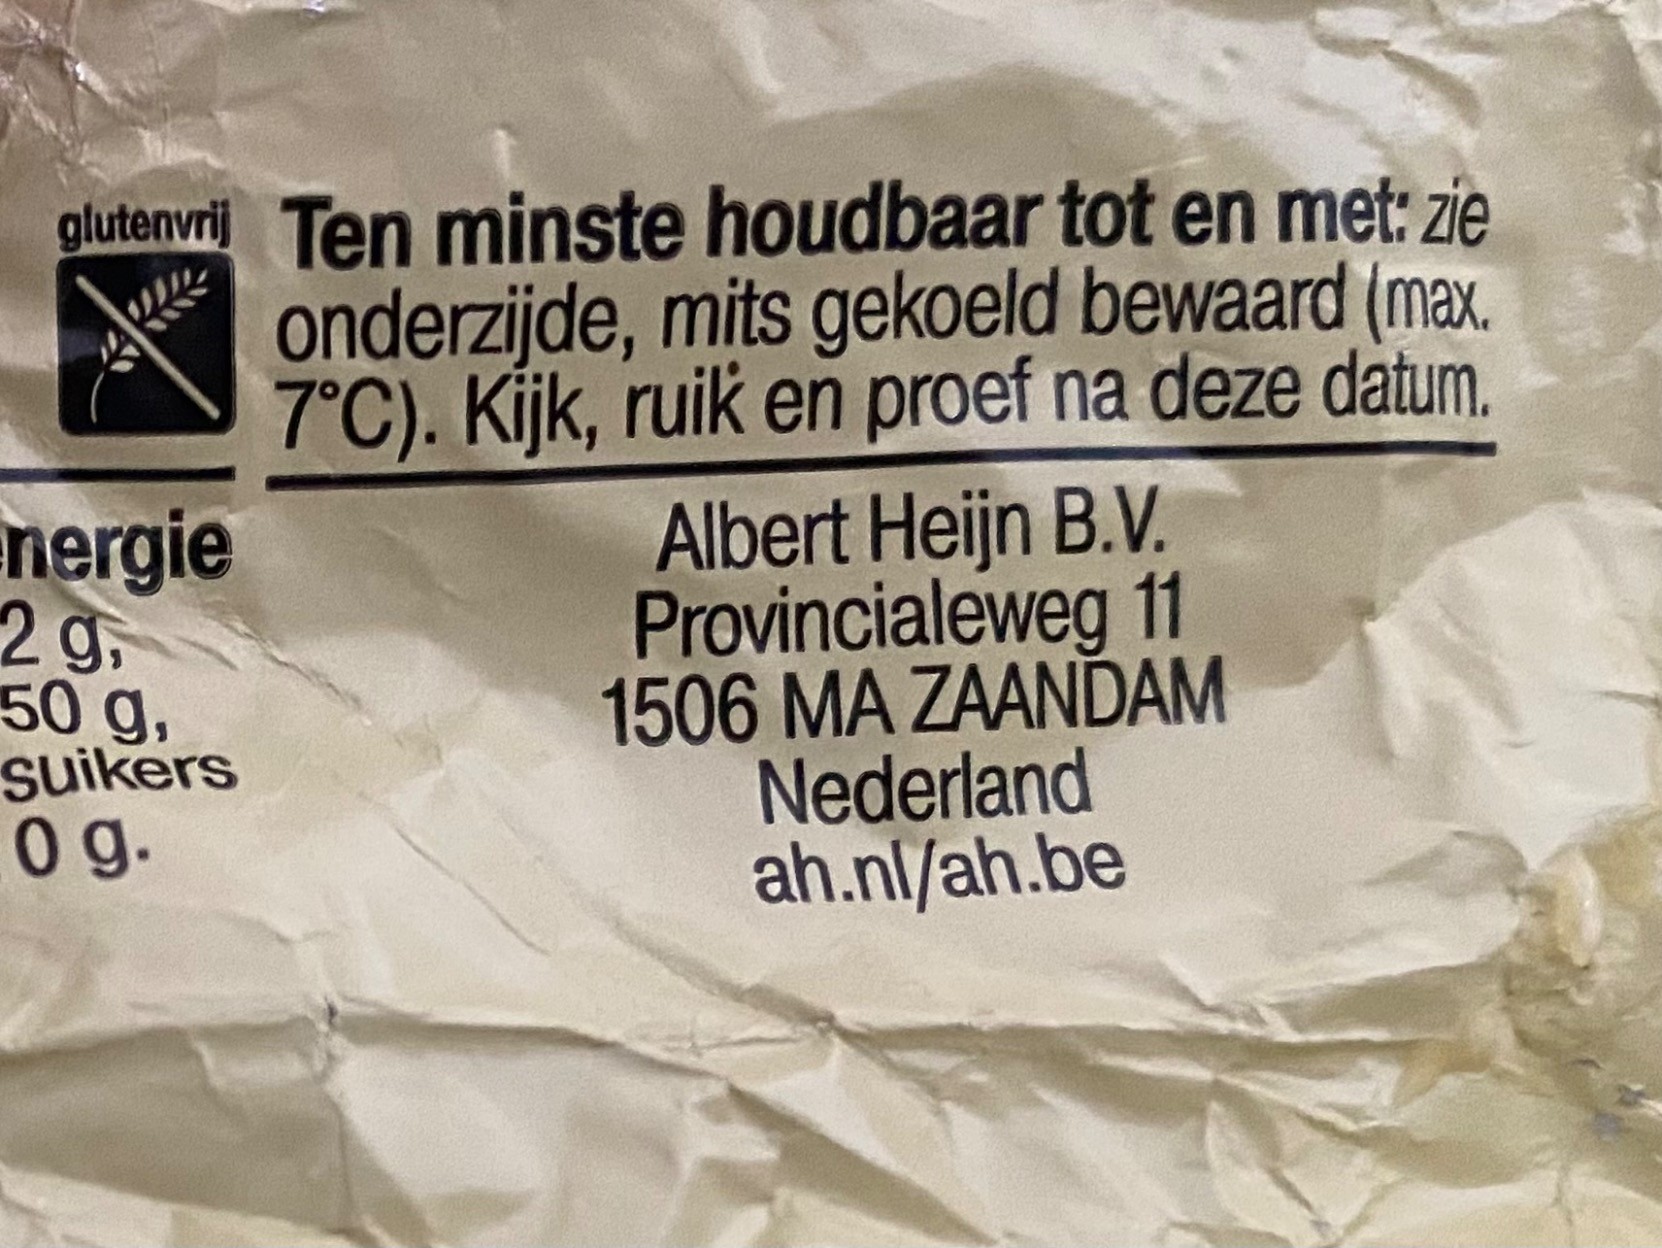 glutenvrij
Ten minste houdbaar tot en met: zie
onderzijde, mits gekoeld bewaard (max.
7°C). Kijk, ruik en proef na deze datum.
nergie
2 g,
50 g,
suikers
0 g.
Albert Heijn B.V.
Provincialeweg 11
1506 MA ZAANDAM
Nederland
ah.nl/ah.be